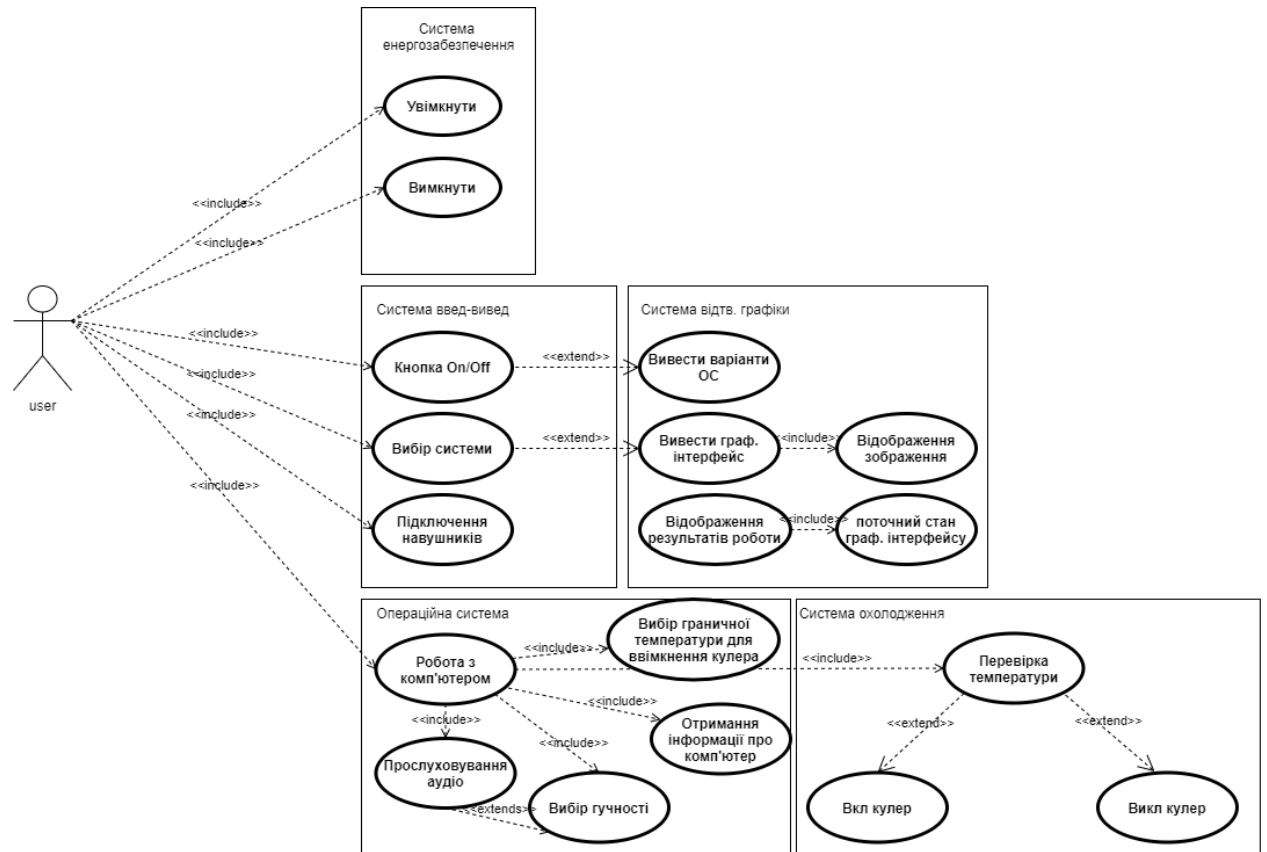 Система
енергозабезпечення
Увімкнути
Вимкнути
<<include>>
<<include>>
user
Система введ-вивед
Кнопка On/Off
Вибір системи
Підключення
навушників
<<include>>
<<include>>
<<include>>
<<include>>
<<extend>>
<<extend>>
Система відтв. графіки
Вивести варіанти
ОС
Вивести граф.
інтерфейс
<<include>>
Відображення
зображення
Відображення
результатів роботи
<<include>>
поточний стан
граф. інтерфейсу
Операційна система
Робота з
комп'ютером
<<include>>
Вибір граничної
температури для
ввімкнення кулера
<<include>>
Отримання
інформації про
комп'ютер
<<include>>
Прослуховування
аудіо
<<include>>
Вибір гучності
<<extends>>
Система охолодження
<<include>>
Перевірка
температури
<<extend>>
<<extend>>
Вкл кулер
Викл кулер